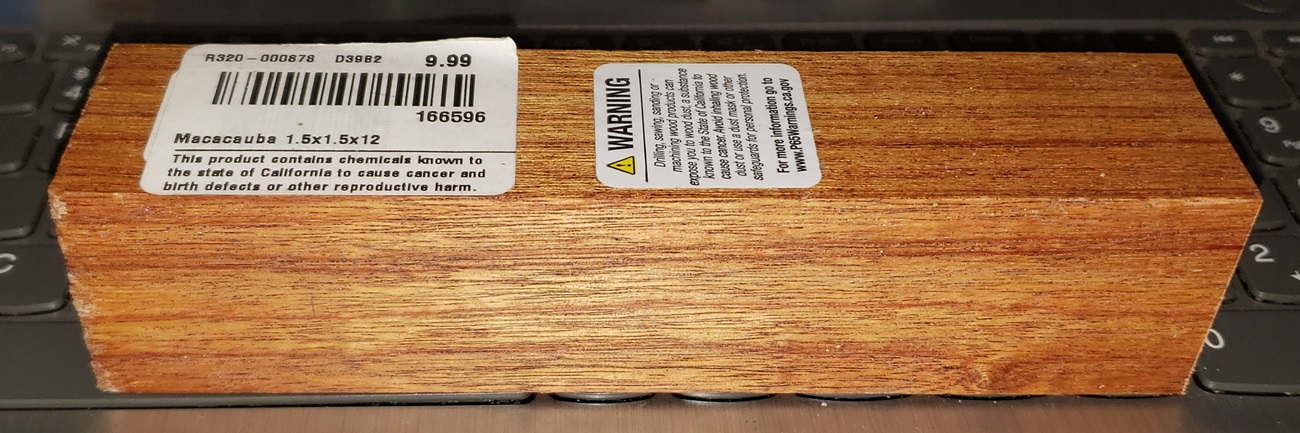 R320-000878 D3982 9.99
166596
Macacauba 1.5x1.5x12
This product contains chemicals known to
the state of California to cause cancer and
birth defects or other reproductive harm.
WARNING
Drilling, sawing, sanding or
machining wood products can
expose you to wood dust, a substance
known to the State of California to
cause cancer. Avoid inhaling wood
dust or use a dust mask or other
safeguards for personal protection.
For more information go to
www.P65Warnings.ca.gov
C
*
9
2